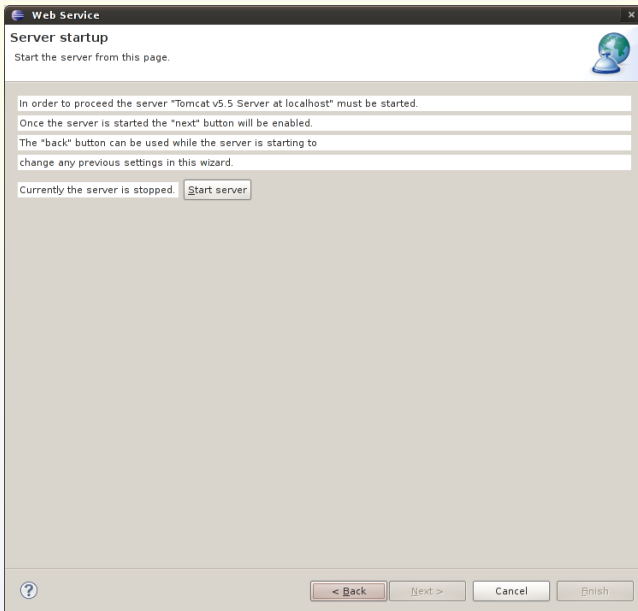 Web Service
Server startup
Start the server from this page.
In order to proceed the server "Tomcat v5.5 Server at localhost" must be started.
Once the server is started the "next" button will be enabled.
The "back" button can be used while the server is starting to
change any previous settings in this wizard.
Currently the server is stopped. Start server
< Back Next > Cancel Finish